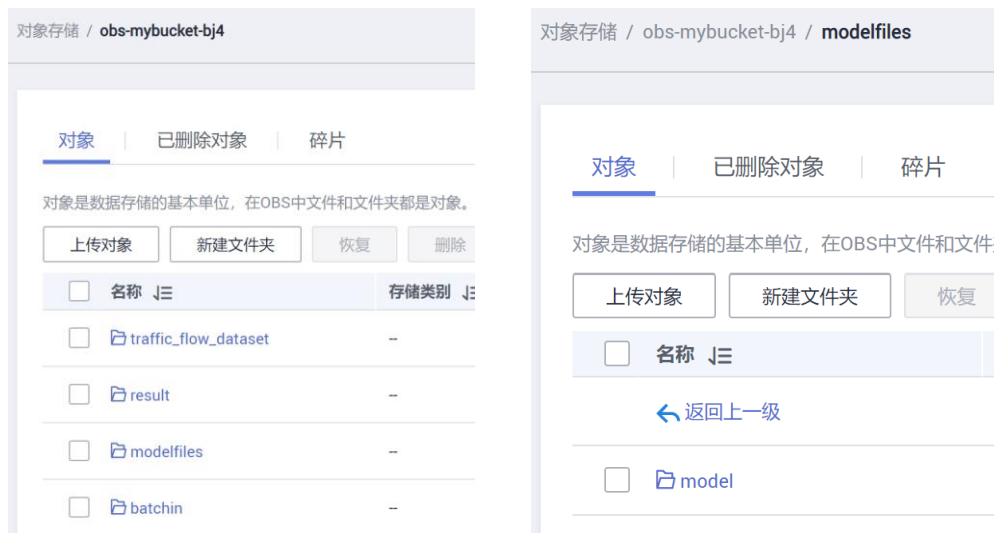 对象存储 / obs-mybucket-bj4
对象 已删除对象 碎片
对象是数据存储的基本单位，在OBS中文件和文件夹都是对象。
上传对象 新建文件夹 恢复 删除
名称 存储类别
traffic_flow_dataset --
result --
modelfiles --
batchin --
对象存储 / obs-mybucket-bj4 / modelfiles
对象 已删除对象 碎片
对象是数据存储的基本单位，在OBS中文件和文件
上传对象 新建文件夹 恢复
名称
返回上一级
model